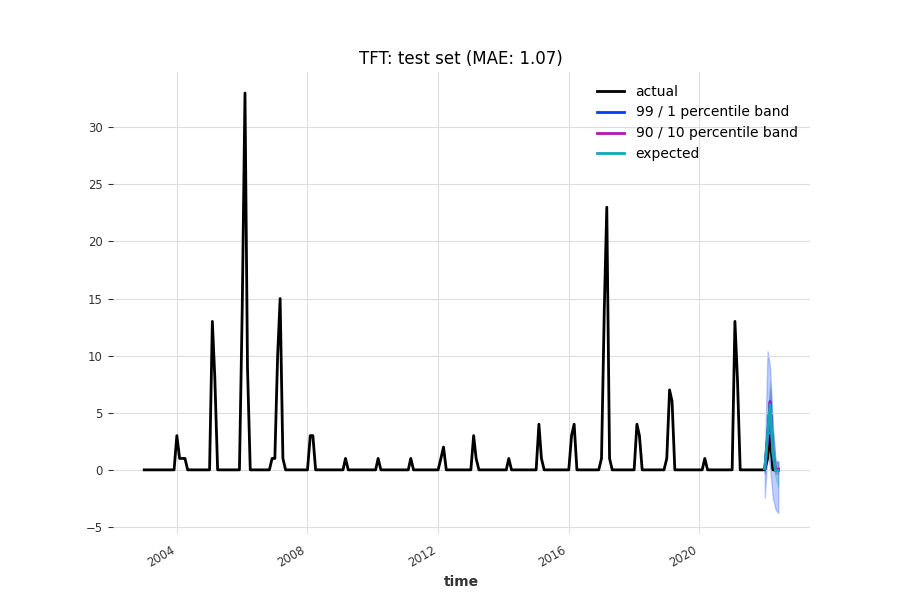 TFT: test set (MAE: 1.07)
actual
99 / 1 percentile band
90 / 10 percentile band
expected
30
25
20
15
10
5
0
−5
2004
2008
2012
2016
2020
time